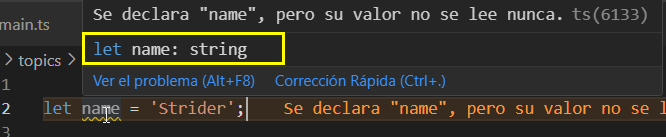 Se declara "name", pero su valor no se lee nunca. ts(6133)
main.ts
let name: string
> topics >
Ver el problema (Alt+F8) Corrección Rápida (Ctrl+.)
1
2 let name = 'Strider'; Se declara "name", pero su valor no se l